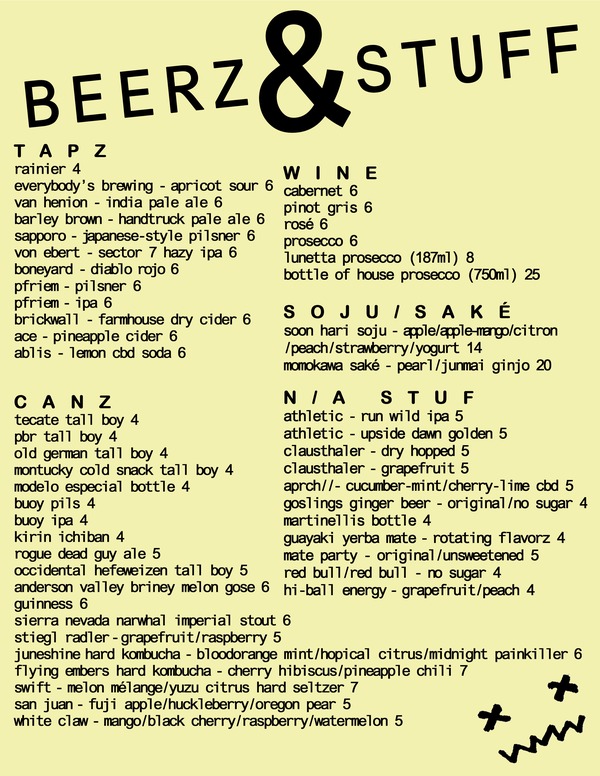 BEERZ & STUFF
TAPZ
rainier 4
everybody's brewing - apricot sour 6
van henion - india pale ale 6
barley brown - handtruck pale ale 6
sapporo - japanese-style pilsner 6
von ebert - sector 7 hazy ipa 6
boneyard - diablo rojo 6
pfriem - pilsner 6
pfriem - ipa 6
brickwall - farmhouse dry cider 6
ace - pineapple cider 6
ablis - lemon cbd soda 6
CANZ
tecate tall boy 4
pbr tall boy 4
old german tall boy 4
montucky cold snack tall boy 4
modelo especial bottle 4
buoy pils 4
buoy ipa 4
kirin ichiban 4
rogue dead guy ale 5
occidental hefeweizen tall boy 5
anderson valley briney melon gose 6
guinness 6
sierra nevada narwhal imperial stout 6
stiegl radler - grapefruit/raspberry 5
juneshine hard kombucha - bloodorange mint/hopical citrus/midnight painkiller 6
flying embers hard kombucha - cherry hibiscus/pineapple chili 7
swift - melon mélange/yuzu citrus hard seltzer 7
san juan - fuji apple/huckleberry/oregon pear 5
white claw - mango/black cherry/raspberry/watermelon 5
WINE
cabernet 6
pinot gris 6
rosé 6
prosecco 6
lunetta prosecco (187ml) 8
bottle of house prosecco (750ml) 25
SOJU/SAKÉ
soon hari soju - apple/apple-mango/citron
/peach/strawberry/yogurt 14
momokawa saké - pearl/junmai ginjo 20
N/A STUF
athletic - run wild ipa 5
athletic - upside dawn golden 5
clausthaler - dry hopped 5
clausthaler - grapefruit 5
aprch//- cucumber-mint/cherry-lime cbd 5
goslings ginger beer - original/no sugar 4
martinellis bottle 4
guayaki yerba mate - rotating flavorz 4
mate party - original/unsweetened 5
red bull/red bull - no sugar 4
hi-ball energy - grapefruit/peach 4